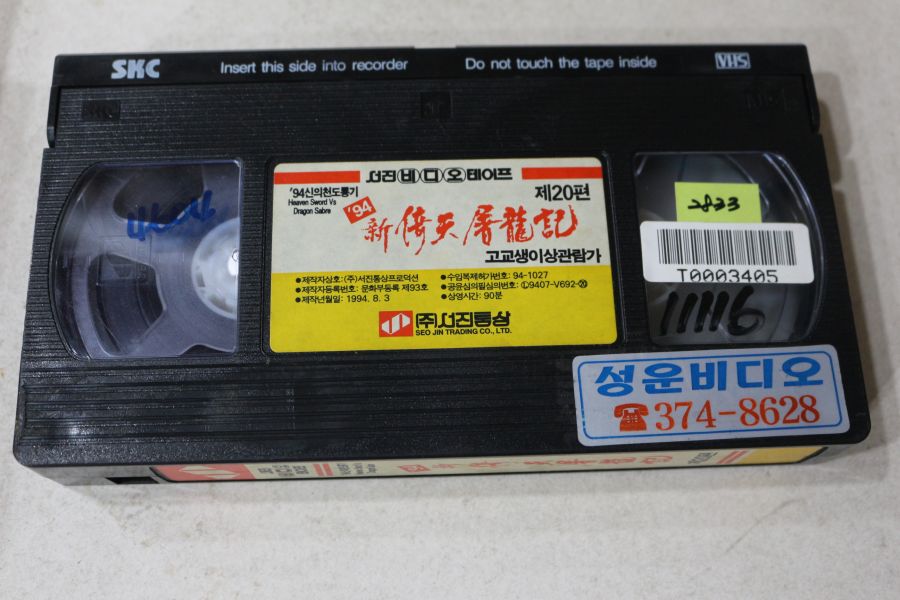 SKC
Insert this side into recorder
Do not touch the tape inside
VHS
서진비디오테이프
'94신의천도룡기
Heaven Sword Vs
Dragon Sabre
제20편
'94 新倚天屠龍記
고교생이상관람가
●제작자상호: (주)서진통상프로덕션
●제작자등록번호: 문화부등록 제93호
●제작년월일: 1994. 8. 3
●수입복제허가번호: 94-1027
●공윤심의필심의번호: Ⓛ9407-V692-⑳
●상영시간: 90분
(주)서진통상
SEO JIN TRADING CO., LTD.
2823
T0003405
11116
성운비디오
☎374-8628